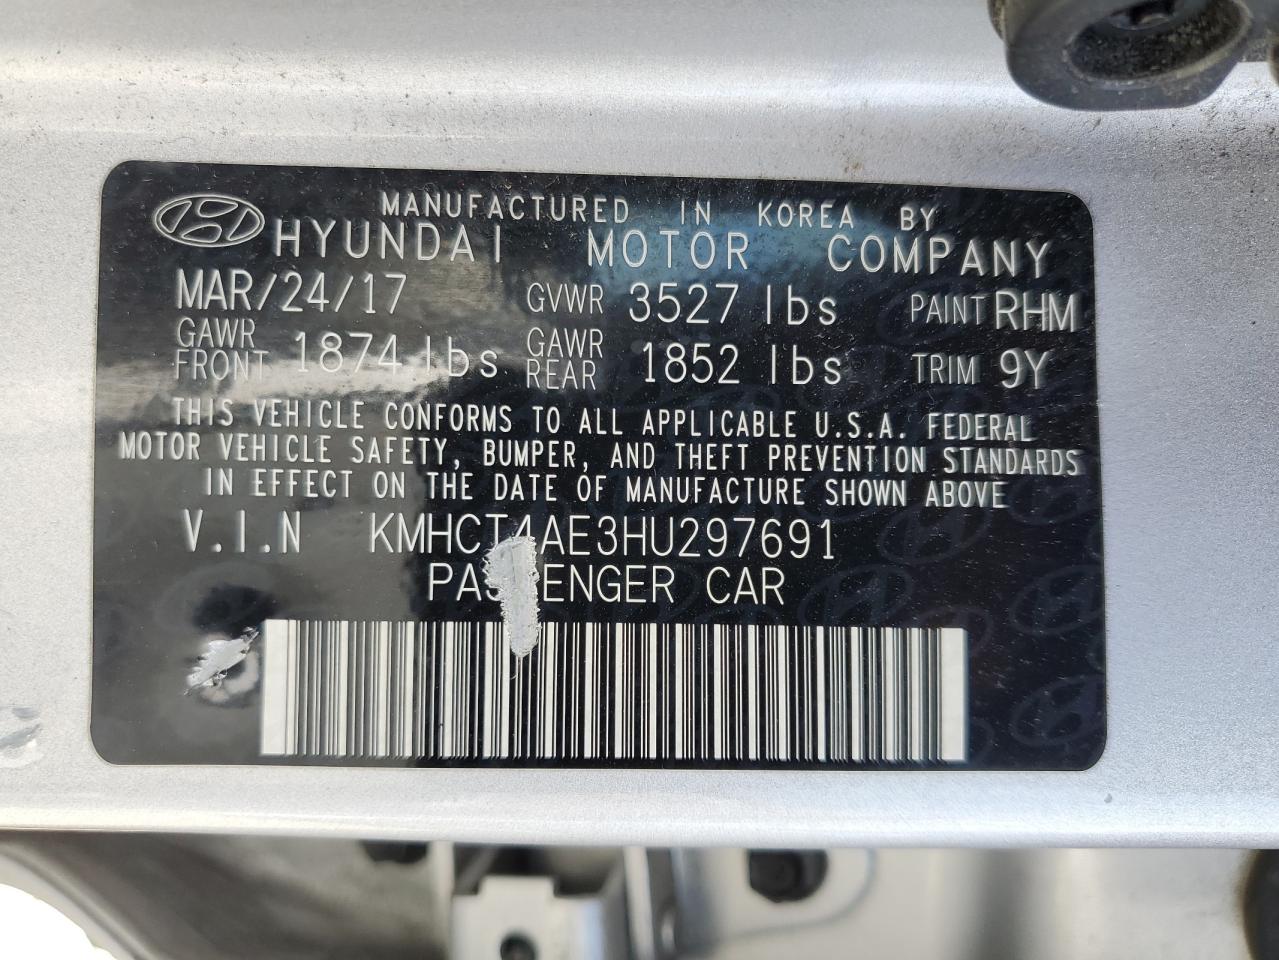 MANUFACTURED IN KOREA BY
HYUNDAI MOTOR COMPANY
MAR/24/17 GVWR 3527 lbs PAINT RHM
GAWR FRONT 1874 lbs GAWR REAR 1852 lbs TRIM 9Y
THIS VEHICLE CONFORMS TO ALL APPLICABLE U.S.A. FEDERAL
MOTOR VEHICLE SAFETY, BUMPER, AND THEFT PREVENTION STANDARDS
IN EFFECT ON THE DATE OF MANUFACTURE SHOWN ABOVE
V.I.N KMHCT4AE3HU297691
PASSENGER CAR